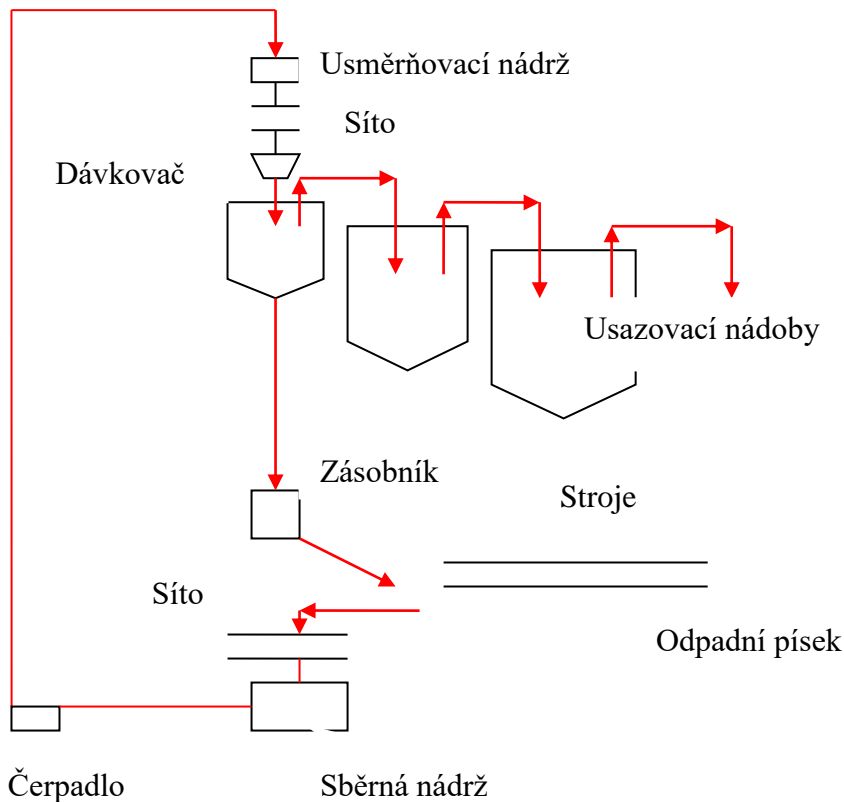 Usměrňovací nádrž
Síto
Dávkovač
Usazovací nádoby
Zásobník
Stroje
Síto
Odpadní písek
Čerpadlo
Sběrná nádrž